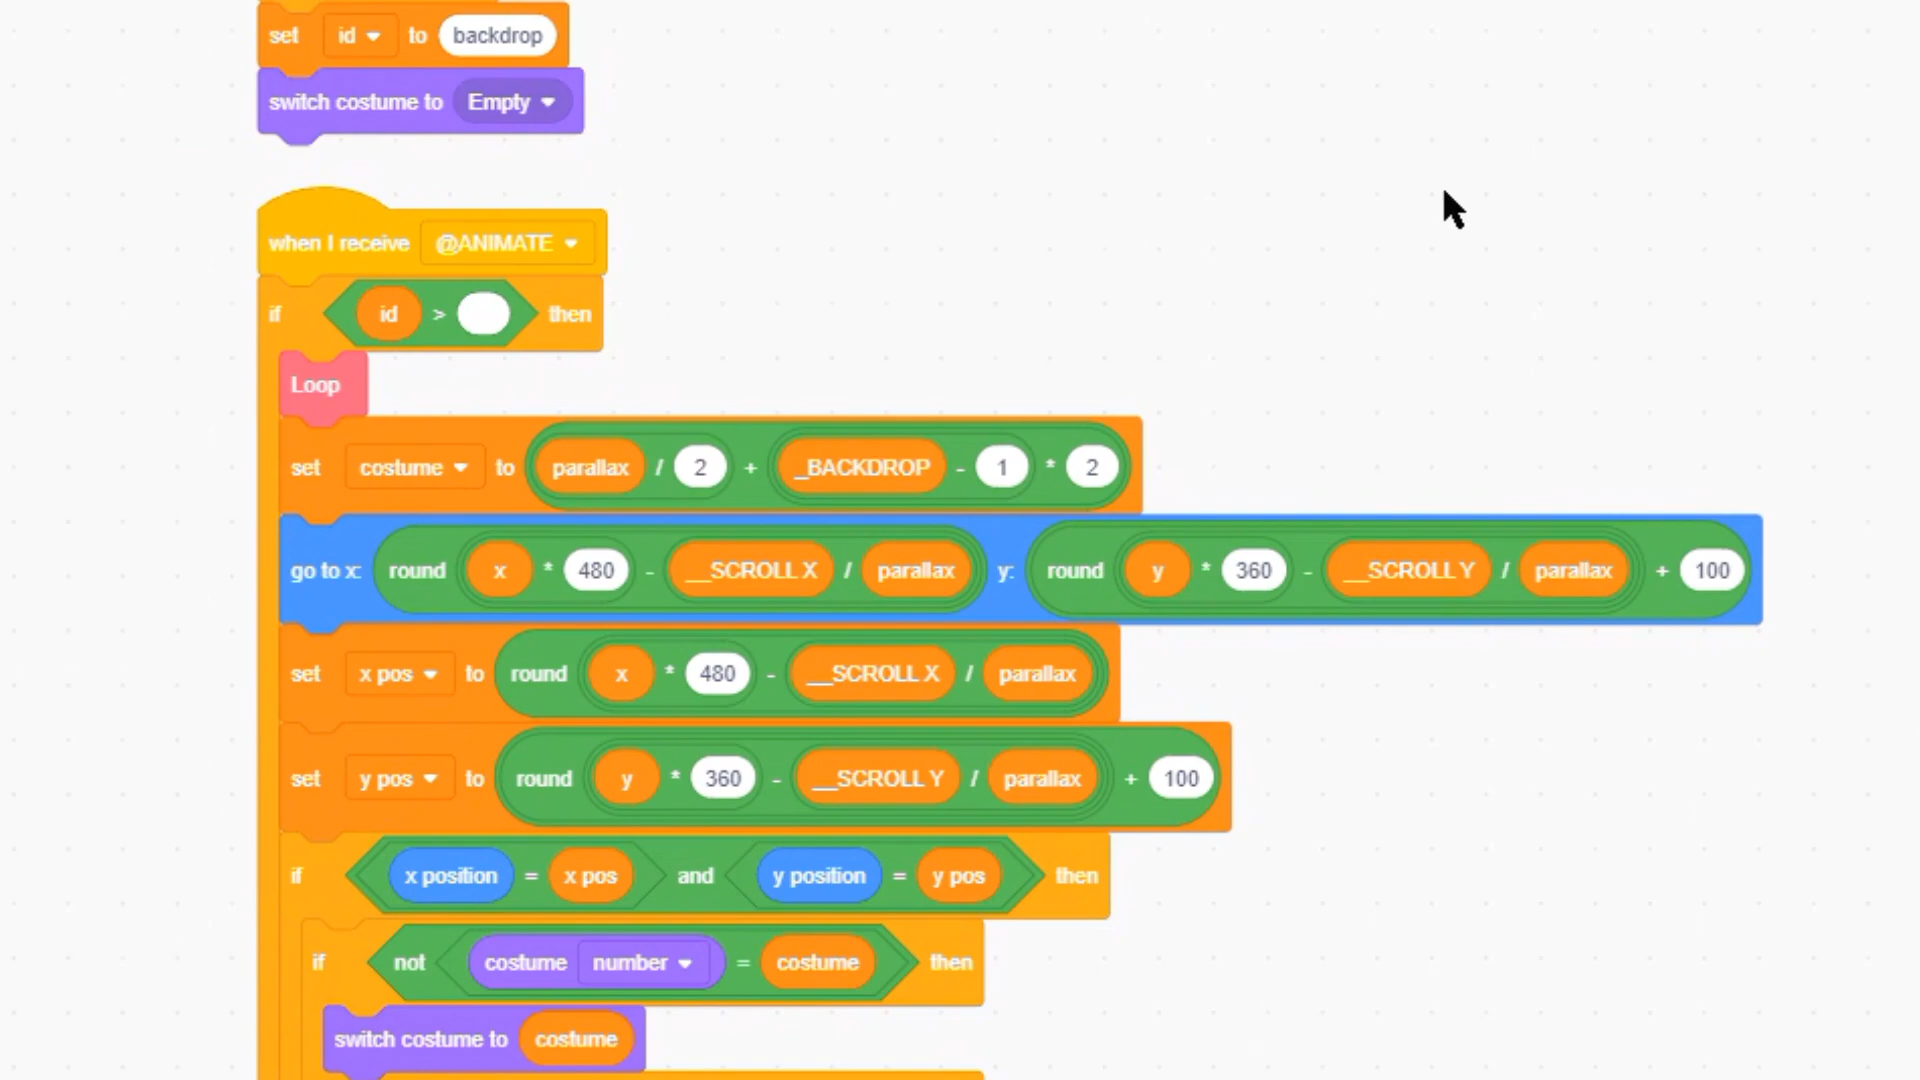 set id to backdrop
switch costume to Empty
when I receive @ANIMATE
if id > then
Loop
set costume to parallax / 2 + _BACKDROP - 1 * 2
go to x: round x * 480 - __SCROLL X / parallax y: round y * 360 - __SCROLL Y / parallax + 100
set x pos to round x * 480 - __SCROLL X / parallax
set y pos to round y * 360 - __SCROLL Y / parallax + 100
if x position = x pos and y position = y pos then
if not costume number = costume then
switch costume to costume